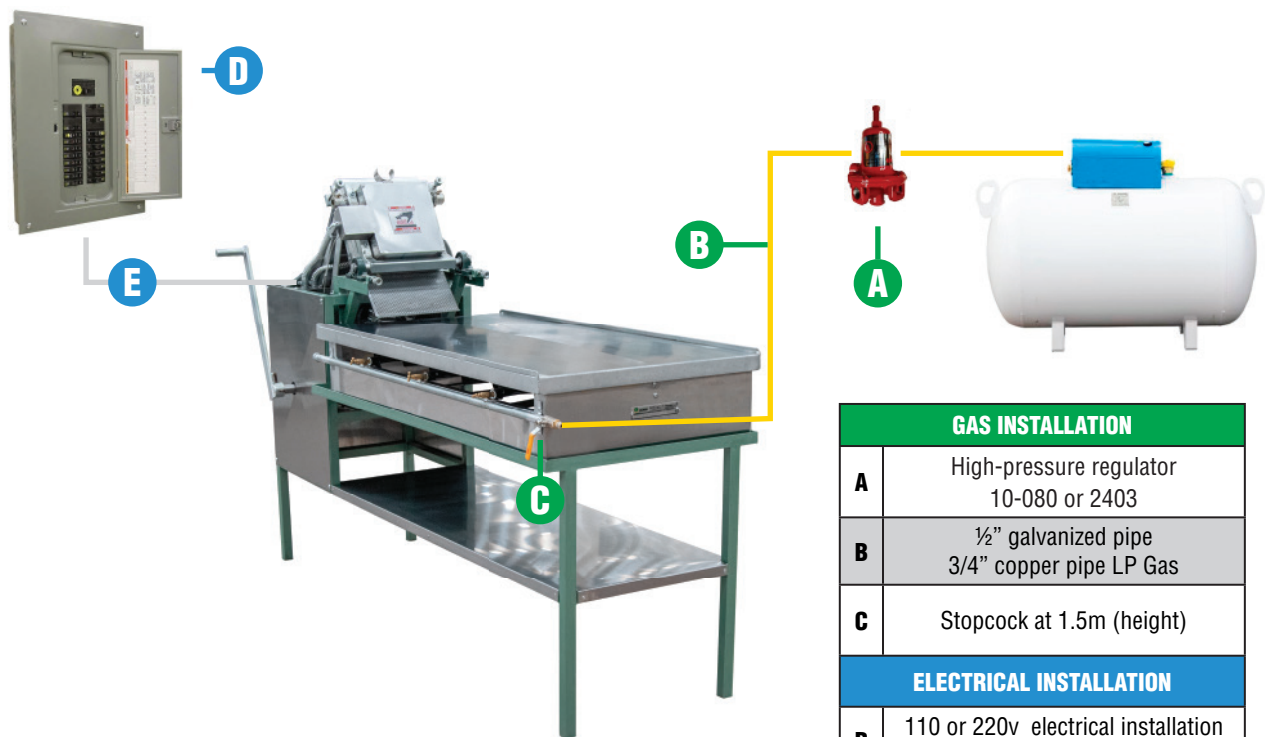 D
E
B
A
C
GAS INSTALLATION
A
High-pressure regulator
10-080 or 2403
B
½” galvanized pipe
3/4” copper pipe LP Gas
C
Stopcock at 1.5m (height)
ELECTRICAL INSTALLATION
110 or 220v electrical installation